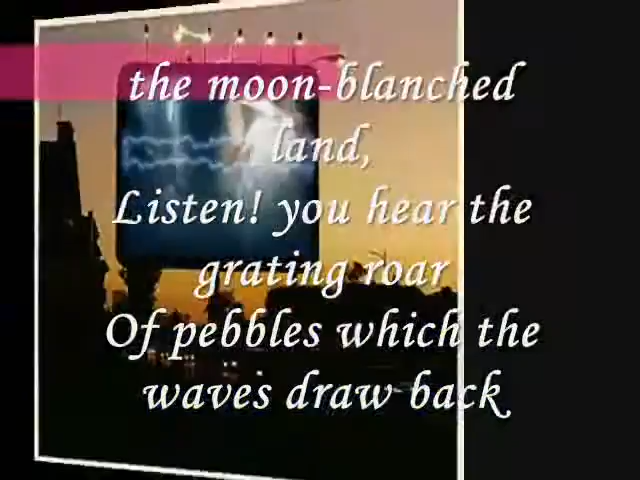 the moon-blanched
land,
Listen! you hear the
grating roar
Of pebbles which the
waves draw back